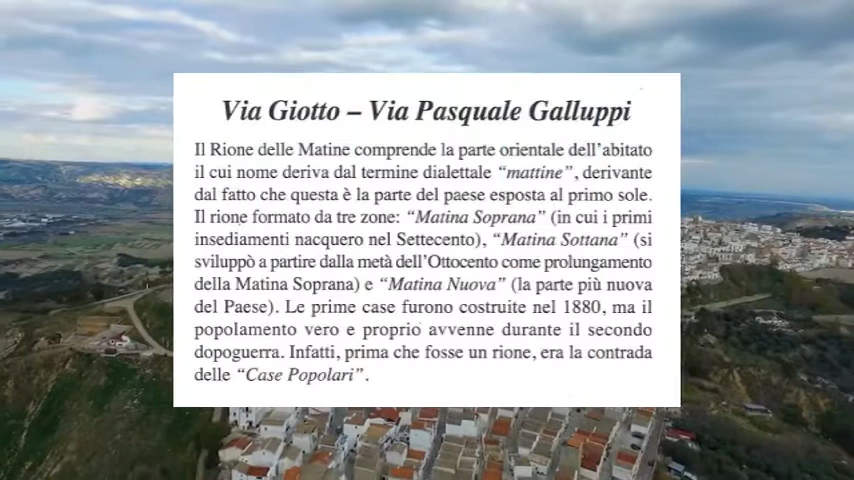 Via Giotto – Via Pasquale Galluppi
Il Rione delle Matine comprende la parte orientale dell'abitato
il cui nome deriva dal termine dialettale “mattine”, derivante
dal fatto che questa è la parte del paese esposta al primo sole.
Il rione formato da tre zone: “Matina Soprana” (in cui i primi
insediamenti nacquero nel Settecento), “Matina Sottana” (si
sviluppò a partire dalla metà dell'Ottocento come prolungamento
della Matina Soprana) e “Matina Nuova” (la parte più nuova
del Paese). Le prime case furono costruite nel 1880, ma il
popolamento vero e proprio avvenne durante il secondo
dopoguerra. Infatti, prima che fosse un rione, era la contrada
delle “Case Popolari”.